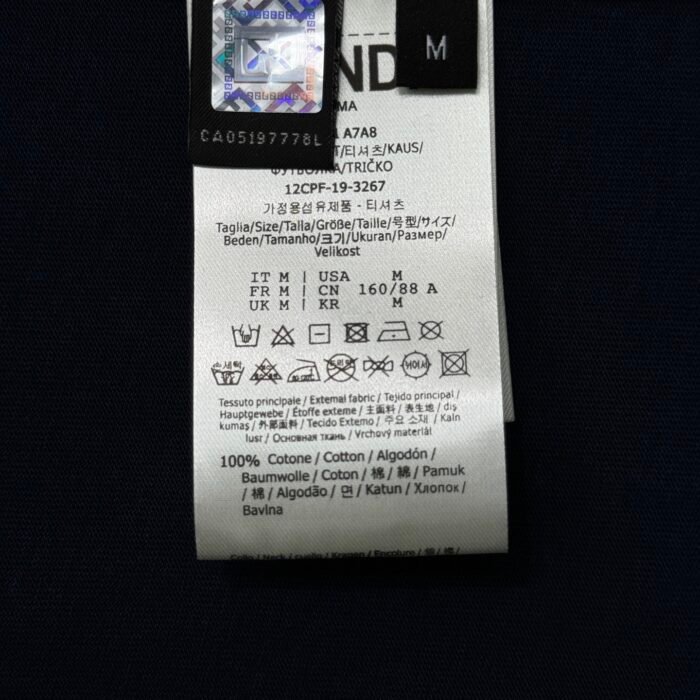 ND
M
MA
CA05197778L
A7A8
T/티셔츠/KAUS/
ФУТБОЛКА/TRIČKO
12CPF-19-3267
가정용섬유제품 - 티셔츠
Taglia/Size/Talla/Größe/Taille/号型/サイズ/
Beden/Tamanho/크기/Ukuran/Размер/
Velikost
IT M | USA M
FR M | CN 160/88 A
UK M | KR M
Tessuto principale / External fabric / Tejido principal /
Hauptgewebe / Étoffe externe / 主面料 / 表生地 / dış
kumaş / 外部面料 / Tecido Externo / 주요 소재 / Kain
luar / Основная ткань / Vrchový materiál
100% Cotone / Cotton / Algodón /
Baumwolle / Coton / 棉 / 綿 / Pamuk
/ 棉 / Algodão / 면 / Katun / Хлопок /
Bavlna
Collo / Neck / Cuello / Kragen / Encolure /